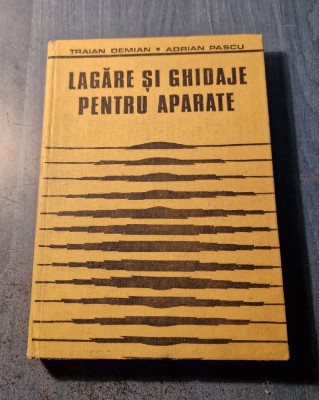 TRAIAN DEMIAN • ADRIAN PASCU
LAGĂRE ȘI GHIDAJE
PENTRU APARATE